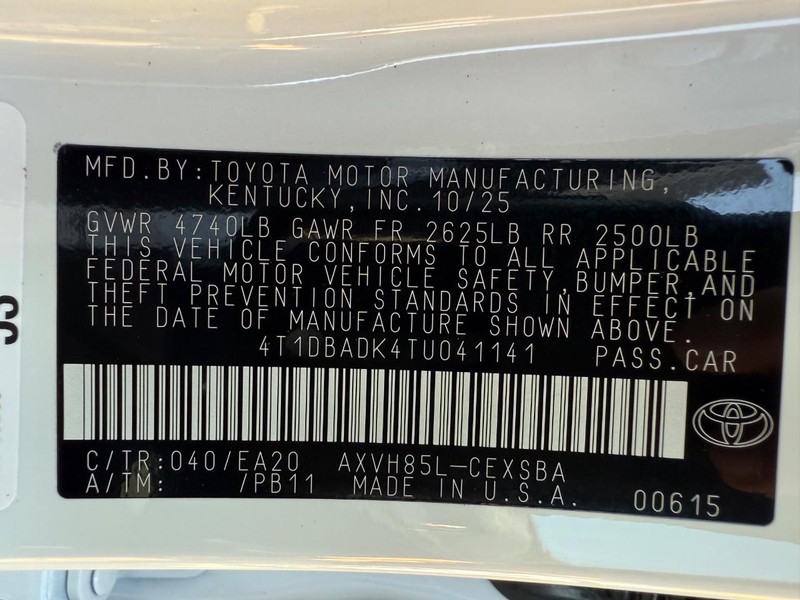 MFD.BY:TOYOTA MOTOR MANUFACTURING,
KENTUCKY,INC.10/25
GVWR 4740LB GAWR FR 2625LB RR 2500LB
THIS VEHICLE CONFORMS TO ALL APPLICABLE
FEDERAL MOTOR VEHICLE SAFETY,BUMPER,AND
THEFT PREVENTION STANDARDS IN EFFECT ON
THE DATE OF MANUFACTURE SHOWN ABOVE.
4T1DBADK4TU041141 PASS.CAR
C/TR:040/EA20 AXVH85L-CEXSBA
A/TM: /PB11 MADE IN U.S.A. 00615